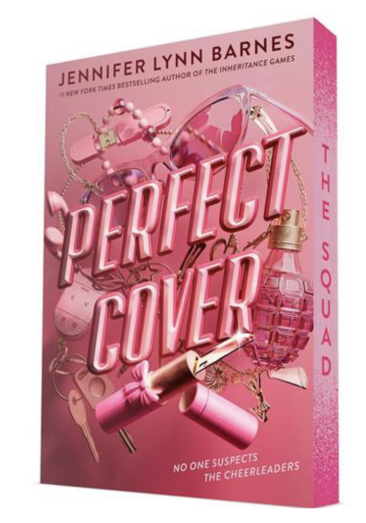 JENNIFER LYNN BARNES
#1 NEW YORK TIMES BESTSELLING AUTHOR OF THE INHERITANCE GAMES
PERFECT
COVER
NO ONE SUSPECTS
THE CHEERLEADERS
THE SQUAD